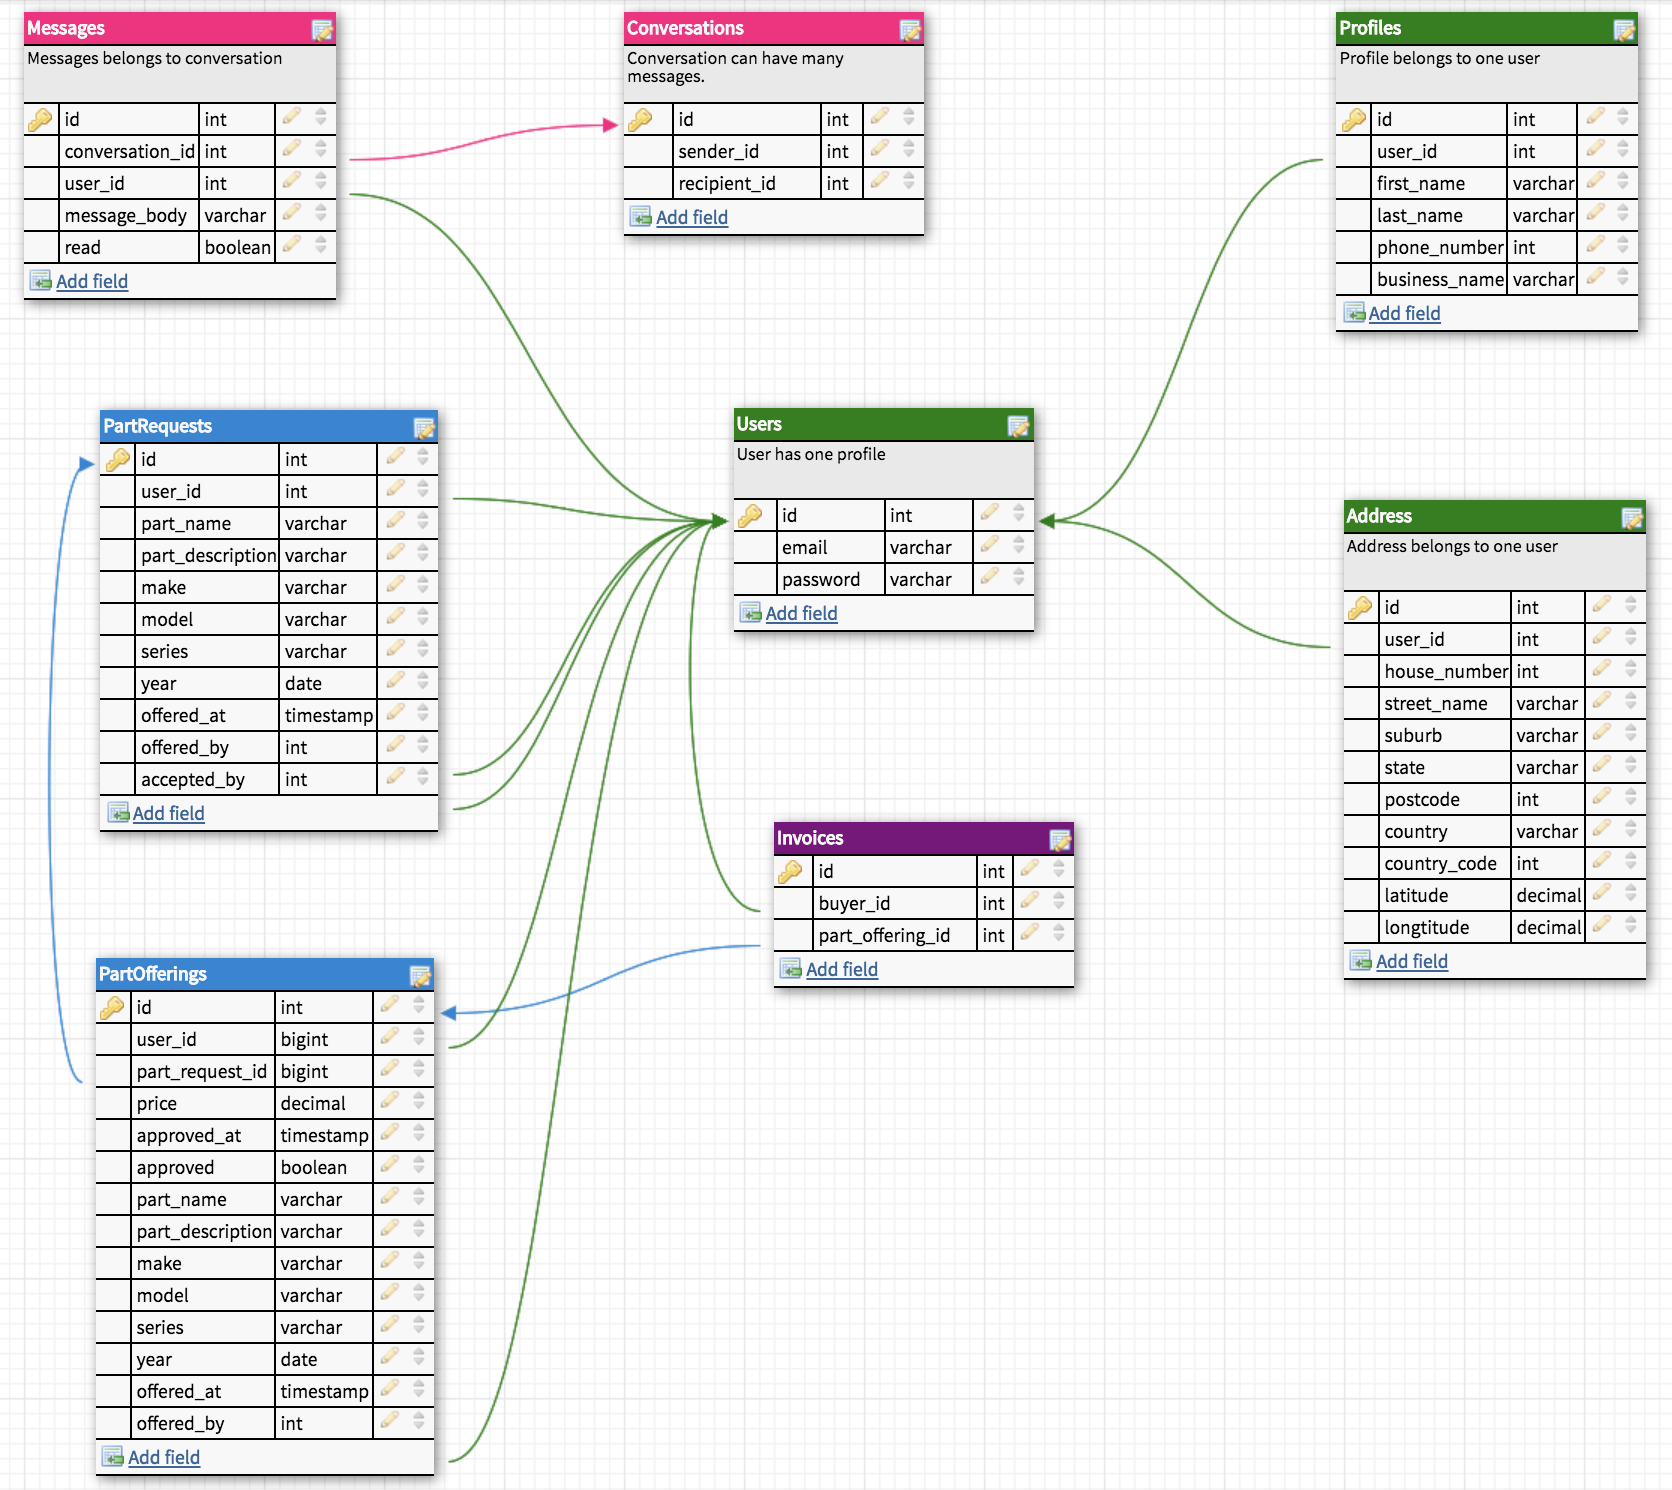 Messages
Messages belongs to conversation
id int
conversation_id int
user_id int
message_body varchar
read boolean
Add field
Conversations
Conversation can have many
messages.
id int
sender_id int
recipient_id int
Add field
Profiles
Profile belongs to one user
id int
user_id int
first_name varchar
last_name varchar
phone_number int
business_name varchar
Add field
PartRequests
id int
user_id int
part_name varchar
part_description varchar
make varchar
model varchar
series varchar
year date
offered_at timestamp
offered_by int
accepted_by int
Add field
Users
User has one profile
id int
email varchar
password varchar
Add field
Address
Address belongs to one user
id int
user_id int
house_number int
street_name varchar
suburb varchar
state varchar
postcode int
country varchar
country_code int
latitude decimal
longtitude decimal
Add field
Invoices
id int
buyer_id int
part_offering_id int
Add field
PartOfferings
id int
user_id bigint
part_request_id bigint
price decimal
approved_at timestamp
approved boolean
part_name varchar
part_description varchar
make varchar
model varchar
series varchar
year date
offered_at timestamp
offered_by int
Add field